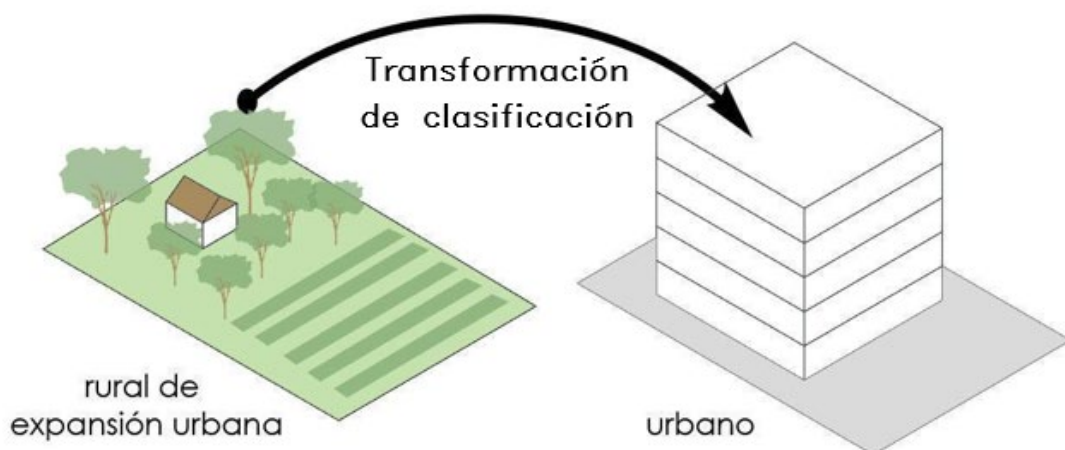 Transformación
de clasificación
rural de
expansión urbana
urbano